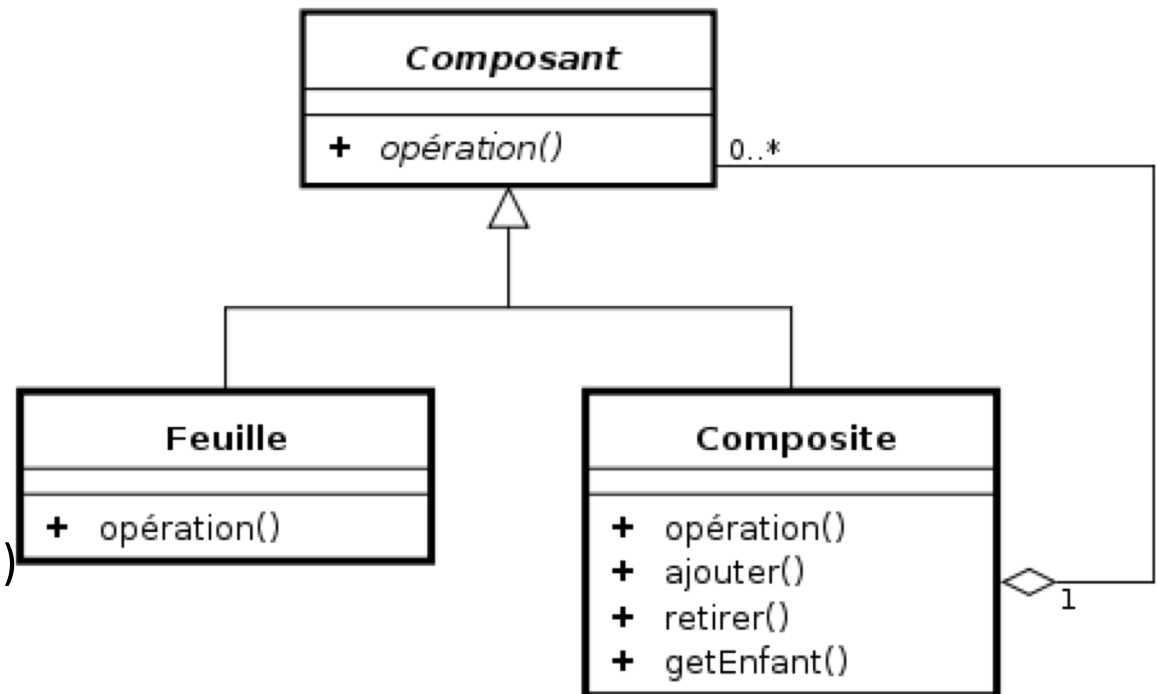 Composant
+ opération()
0..*
Feuille
+ opération()
)
Composite
+ opération()
+ ajouter()
+ retirer()
+ getEnfant()
1